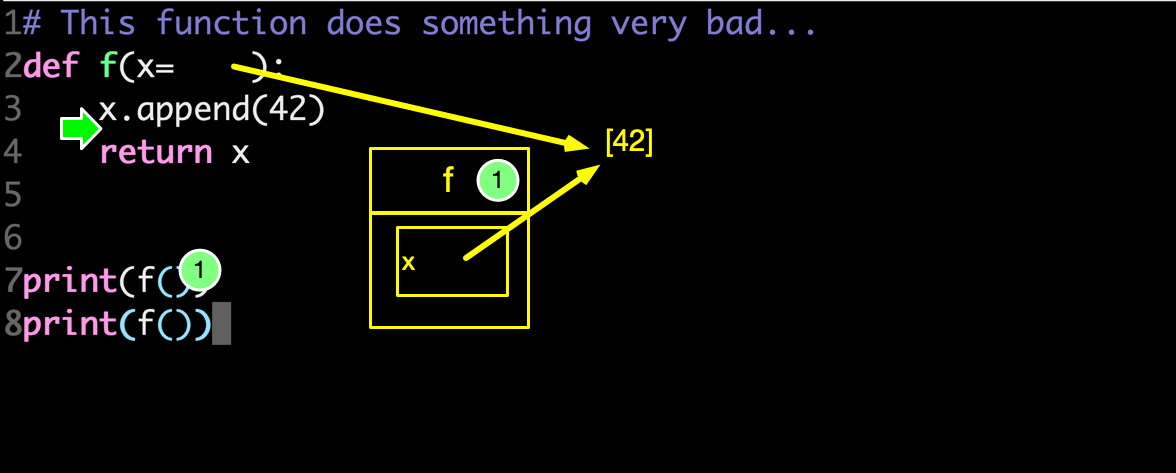 1# This function does something very bad...
2def f(x=    ):
3    x.append(42)
[42]
4    return x
f 1
5
6
x
1
7print(f())
8print(f())